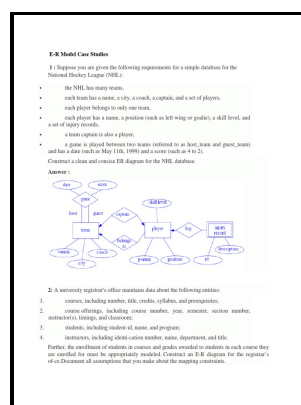 E-R Model Case Studies
1 : Suppose you are given the following requirements for a simple database for the
National Hockey League (NHL):
• the NHL has many teams,
• each team has a name, a city, a coach, a captain, and a set of players,
• each player belongs to only one team,
• each player has a name, a position (such as left wing or goalie), a skill level, and
a set of injury records,
• a team captain is also a player,
• a game is played between two teams (referred to as host_team and guest_team)
and has a date (such as May 11th, 1999) and a score (such as 4 to 2).
Construct a clean and concise ER diagram for the NHL database.
Answer :
date score
game
host guest
captain
skill level
team
player
key
injury
record
belongs
to
t-name
coach
city
p-name
position
id
description
2: A university registrar's office maintains data about the following entities:
1. courses, including number, title, credits, syllabus, and prerequisites;
2. course offerings, including course number, year, semester, section number,
instructor(s), timings, and classroom;
3. students, including student-id, name, and program;
4. instructors, including identi-cation number, name, department, and title.
Further, the enrollment of students in courses and grades awarded to students in each course they
are enrolled for must be appropriately modeled. Construct an E-R diagram for the registrar's
of-ce.Document all assumptions that you make about the mapping constraints.